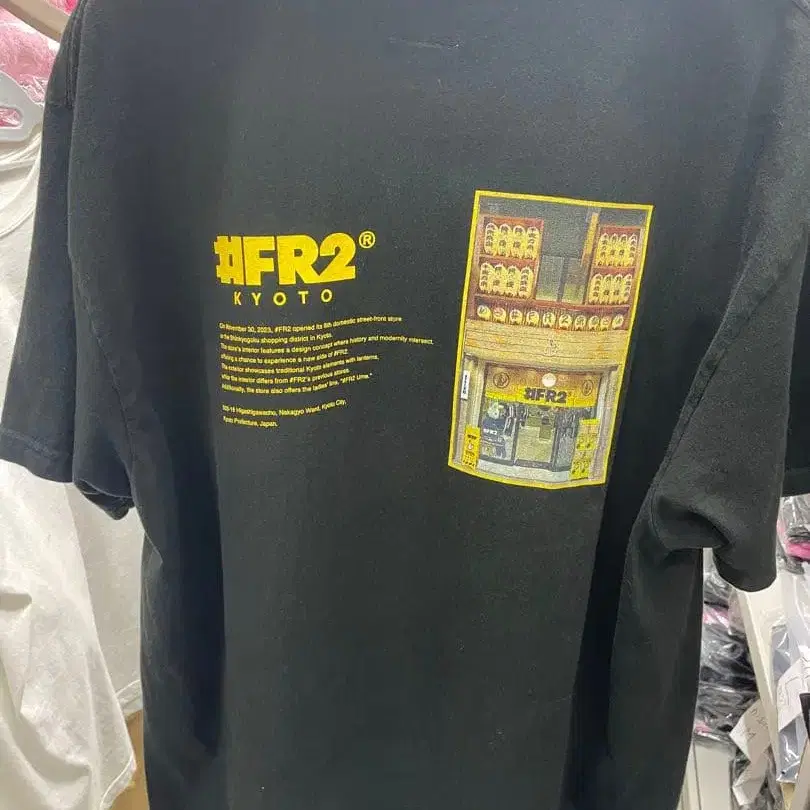 #FR2®
KYOTO
On November 30, 2023, #FR2 opened its 8th domestic street-front store
in the Shinkyogoku shopping district in Kyoto.
The store's interior features a design concept where history and modernity intersect,
offering a chance to experience a new side of #FR2.
The exterior showcases traditional Kyoto elements with lanterns,
while the interior differs from #FR2's previous stores.
Additionally, the store also offers the ladies' line, "#FR2 Ume."
Higashigawacho, Nakagyo Ward, Kyoto City,
Kyoto Prefecture, Japan.
#FR2
#FR2